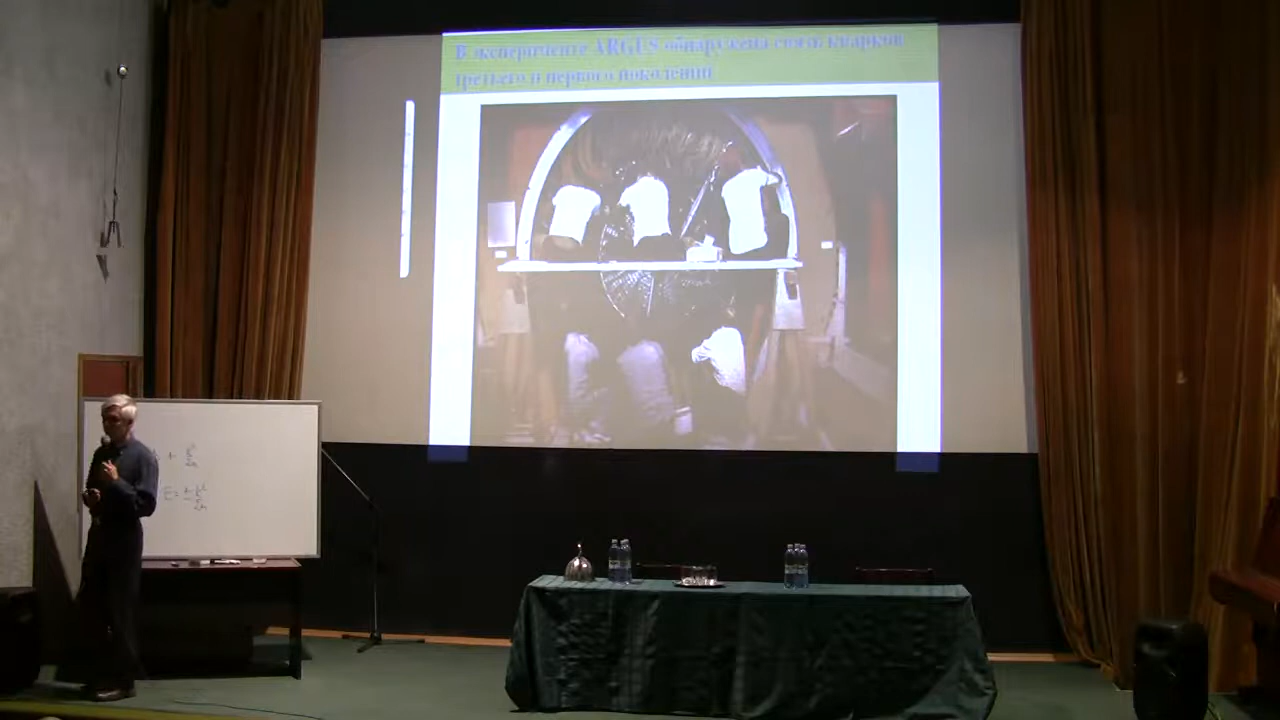 В эксперименте ARGUS обнаружена связь кварков
третьего и первого поколений
E=